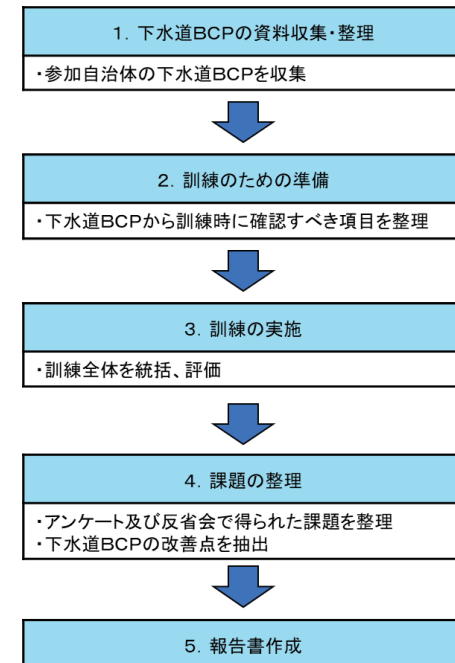 1．下水道BCPの資料収集・整理
・参加自治体の下水道BCPを収集
2．訓練のための準備
・下水道BCPから訓練時に確認すべき項目を整理
3．訓練の実施
・訓練全体を統括、評価
4．課題の整理
・アンケート及び反省会で得られた課題を整理
・下水道BCPの改善点を抽出
5．報告書作成